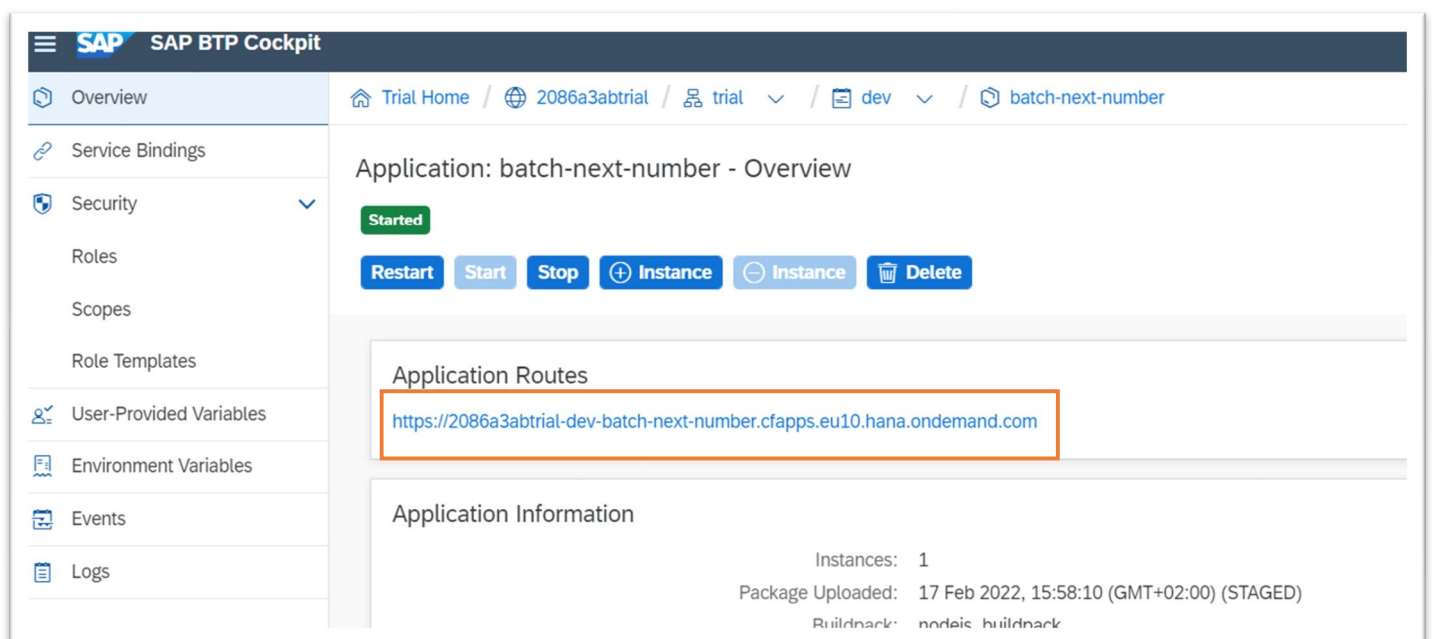 SAP SAP BTP Cockpit
Overview
Service Bindings
Security
Roles
Scopes
Role Templates
User-Provided Variables
Environment Variables
Events
Logs
Trial Home / 2086a3abtrial / trial / dev / batch-next-number
Application: batch-next-number - Overview
Started
Restart Start Stop Instance Instance Delete
Application Routes
https://2086a3abtrial-dev-batch-next-number.cfapps.eu10.hana.ondemand.com
Application Information
Instances: 1
Package Uploaded: 17 Feb 2022, 15:58:10 (GMT+02:00) (STAGED)
Buildpack: nodejs_buildpack